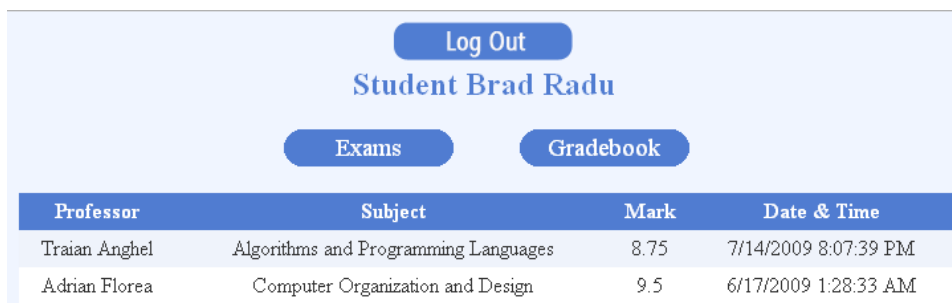 Log Out
Student Brad Radu
Exams Gradebook
Professor Subject Mark Date & Time
Traian Anghel Algorithms and Programming Languages 8.75 7/14/2009 8:07:39 PM
Adrian Florea Computer Organization and Design 9.5 6/17/2009 1:28:33 AM